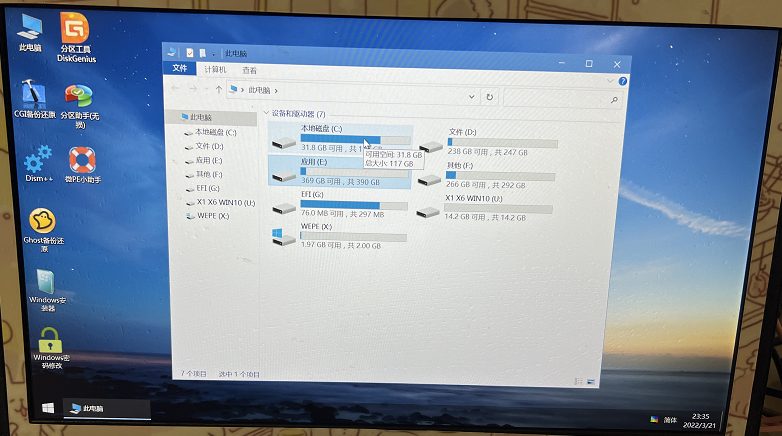 此电脑
分区工具
DiskGenius
CGI备份还原
分区助手(无
损)
Dism++
微PE小助手
Ghost备份还
原
Windows安
装器
Windows密
码修改
此电脑
文件
计算机
查看
此电脑
此电脑
本地磁盘 (C:)
文件 (D:)
应用 (E:)
其他 (F:)
EFI (G:)
X1 X6 WIN10 (U:)
WEPE (X:)
设备和驱动器 (7)
本地磁盘 (C:)
31.8 GB 可用，共 1
可用空间: 31.8 GB
总大小: 117 GB
文件 (D:)
238 GB 可用，共 247 GB
应用 (E:)
369 GB 可用，共 390 GB
其他 (F:)
266 GB 可用，共 292 GB
EFI (G:)
76.0 MB 可用，共 297 MB
X1 X6 WIN10 (U:)
14.2 GB 可用，共 14.2 GB
WEPE (X:)
1.97 GB 可用，共 2.00 GB
7 个项目
选中 1 个项目
此电脑
简体
23:35
2022/3/21